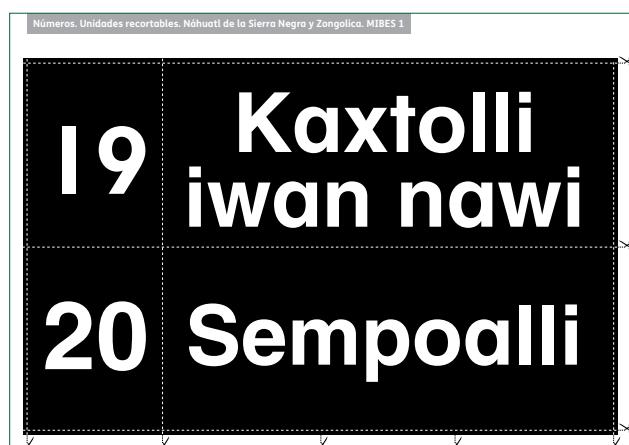 Números. Unidades recortables. Náhuatl de la Sierra Negra y Zongolica. MIBES 1
19
Kaxtolli
iwan nawi
20
Sempoalli